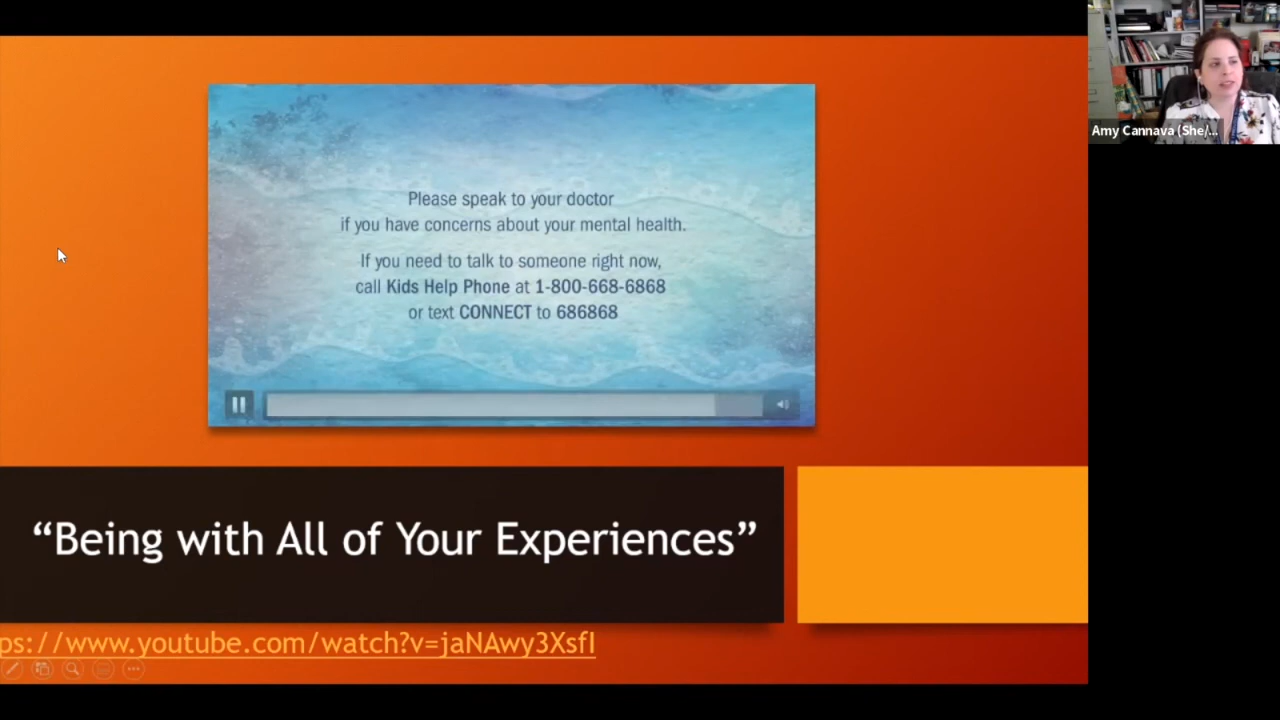 Please speak to your doctor
if you have concerns about your mental health.
If you need to talk to someone right now,
call Kids Help Phone at 1-800-668-6868
or text CONNECT to 686868
Amy Cannava (She/...
“Being with All of Your Experiences”
ps://www.youtube.com/watch?v=jaNAwy3XsfI